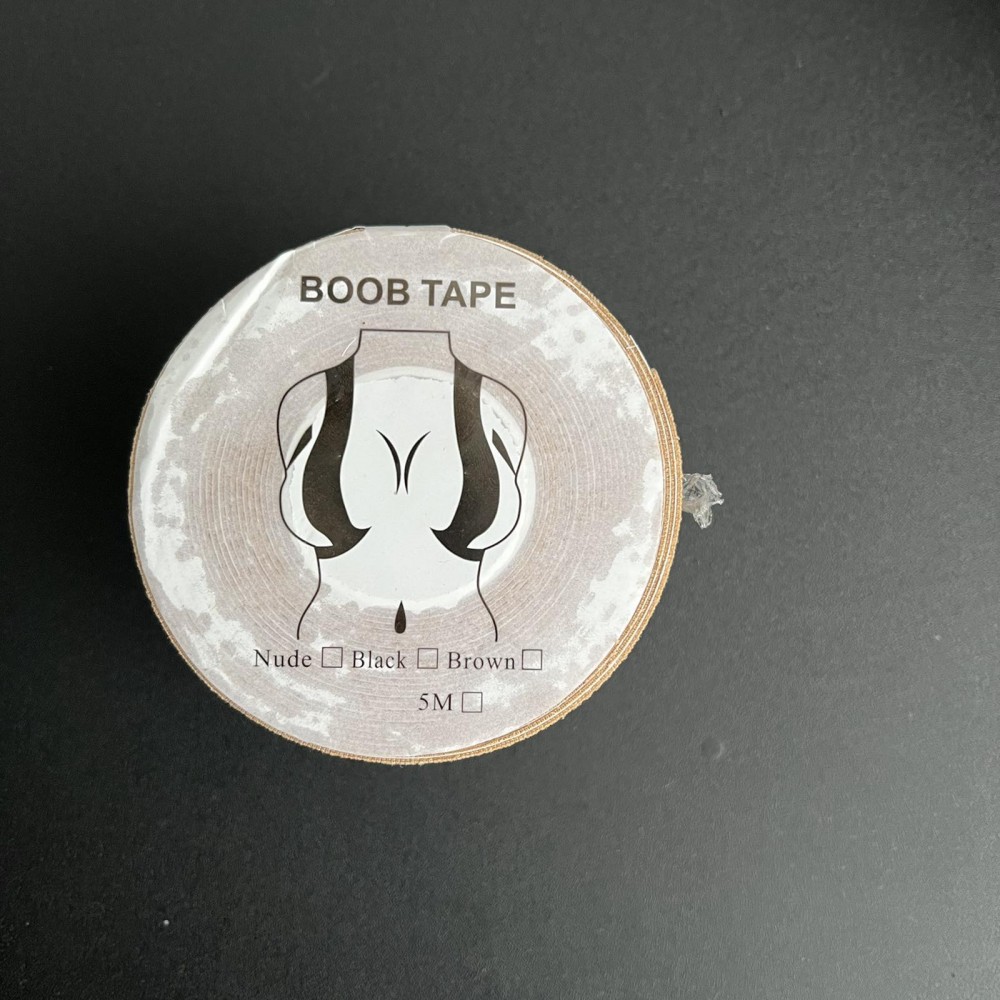 BOOB TAPE
Nude □ Black □ Brown □
5M □